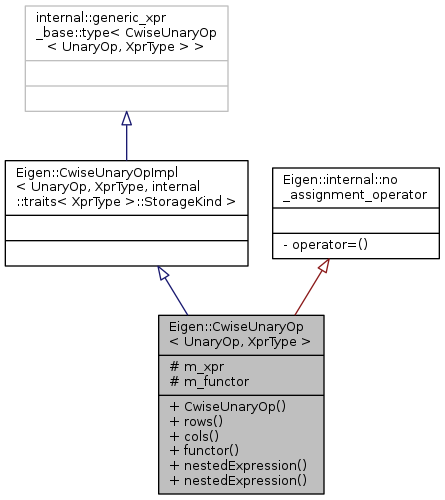 internal::generic_xpr
_base::type< CwiseUnaryOp
< UnaryOp, XprType > >
Eigen::CwiseUnaryOpImpl
< UnaryOp, XprType, internal
::traits< XprType >::StorageKind >
Eigen::internal::no
_assignment_operator
- operator=()
Eigen::CwiseUnaryOp
< UnaryOp, XprType >
# m_xpr
# m_functor
+ CwiseUnaryOp()
+ rows()
+ cols()
+ functor()
+ nestedExpression()
+ nestedExpression()